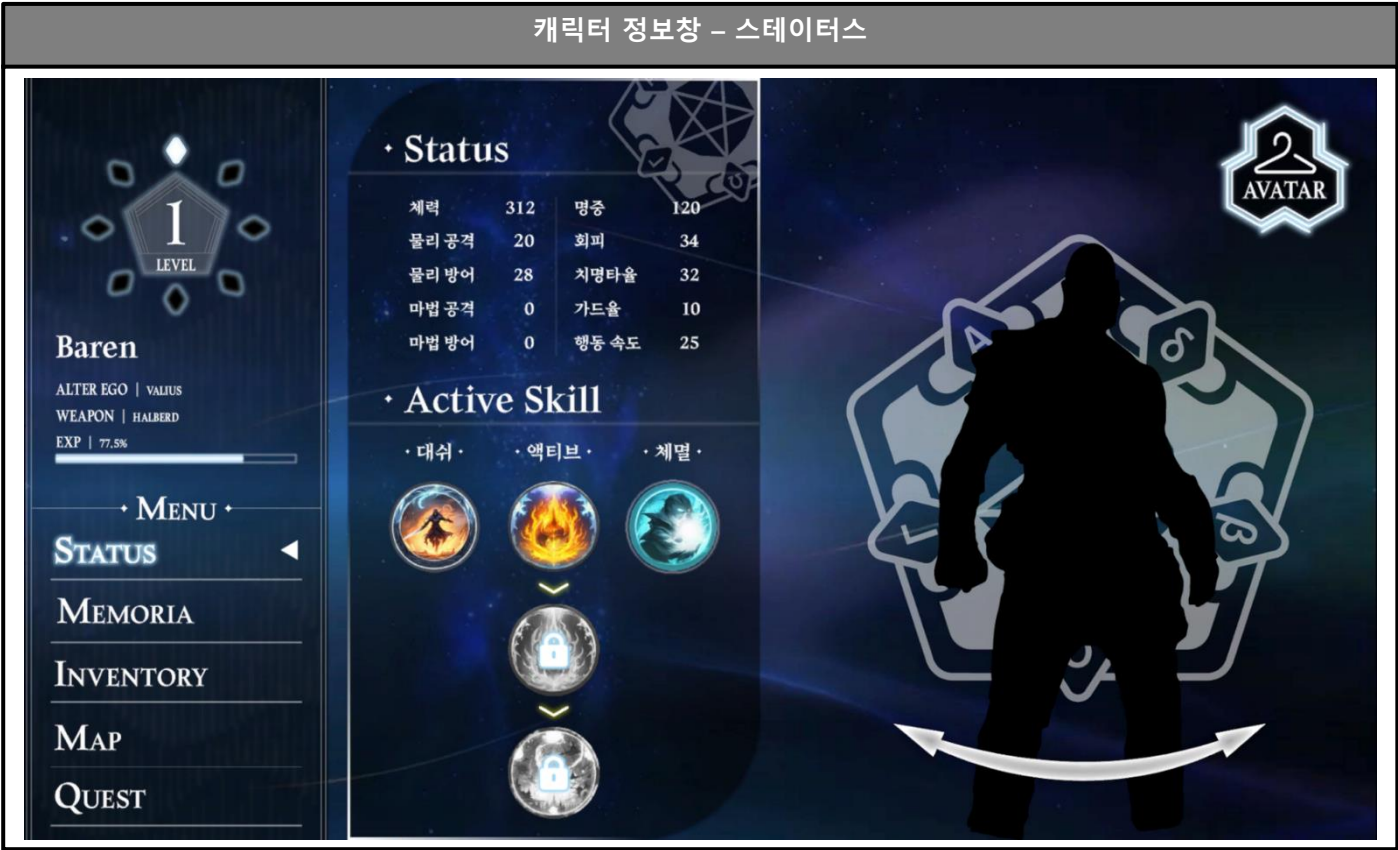 캐릭터 정보창 – 스테이터스
1
LEVEL
Baren
ALTER EGO | VALIUS
WEAPON | HALBERD
EXP | 77.5%
· MENU ·
STATUS
MEMORIA
INVENTORY
MAP
QUEST
· Status
체력 312 명중 120
물리 공격 20 회피 34
물리 방어 28 치명타율 32
마법 공격 0 가드율 10
마법 방어 0 행동 속도 25
· Active Skill
· 대쉬 · · 액티브 · · 체멸 ·
AVATAR
A δ
β